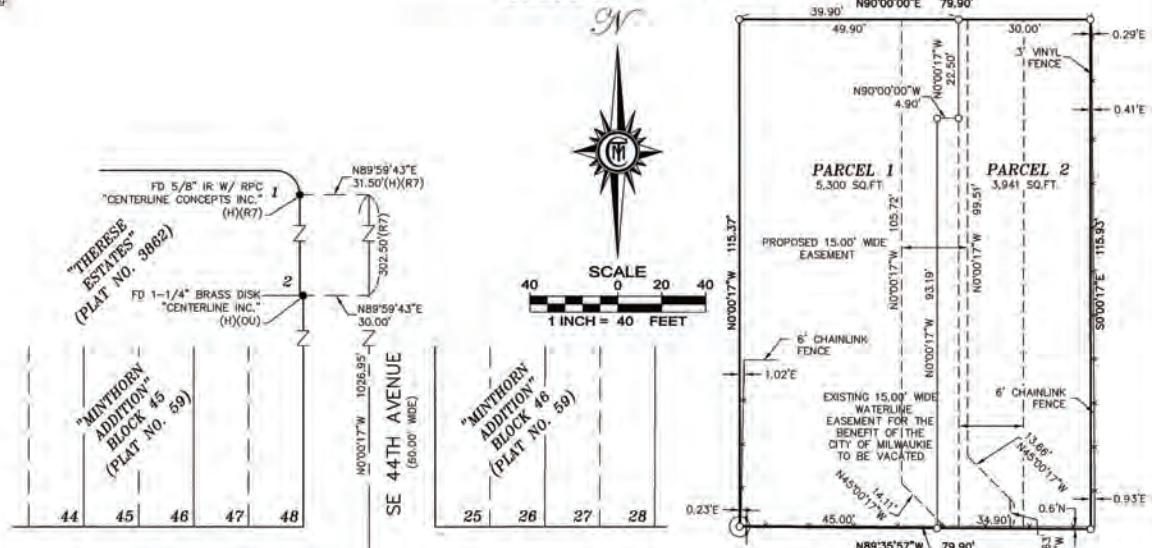 N
SCALE
40 20 0 20 40
1 INCH = 40 FEET
FD 5/8" IR W/ RPC 1
"CENTERLINE CONCEPTS INC."
(H)(R7)
N89°59'43"E
31.50'(H)(R7)
302.50'(R7)
"THERESE
ESTATES"
(PLAT NO. 3862)
2
FD 1-1/4" BRASS DISK
"CENTERLINE INC."
(H)(OU)
N89°59'43"E
30.00'
"MINTHORN
ADDITION"
BLOCK 45
(PLAT NO. 59)
44 45 46 47 48
N0°00'17"W 1026.95'
SE 44TH AVENUE
(60.00' WIDE)
"MINTHORN
ADDITION"
BLOCK 46
(PLAT NO. 59)
25 26 27 28
N90°00'00"E 79.90'
39.90'
49.90'
30.00'
0.29'E
3' VINYL
FENCE
0.41'E
N0°00'17"W
22.50'
N90°00'00"W
4.90'
PARCEL 1
5,300 SQ.FT.
PARCEL 2
3,941 SQ.FT.
N0°00'17"W 115.37'
N0°00'17"W 105.72'
N0°00'17"W 93.19'
N0°00'17"W 99.51'
S0°00'17"E 115.93'
PROPOSED 15.00' WIDE
EASEMENT
6' CHAINLINK
FENCE
1.02'E
EXISTING 15.00' WIDE
WATERLINE
EASEMENT FOR THE
BENEFIT OF THE
CITY OF MILWAUKIE
TO BE VACATED
6' CHAINLINK
FENCE
13.66'
N45°00'17"W
14.11'
N45°00'17"W
0.93'E
0.6'N
0.23'E
45.00'
34.90'
N89°35'57"W 79.90'